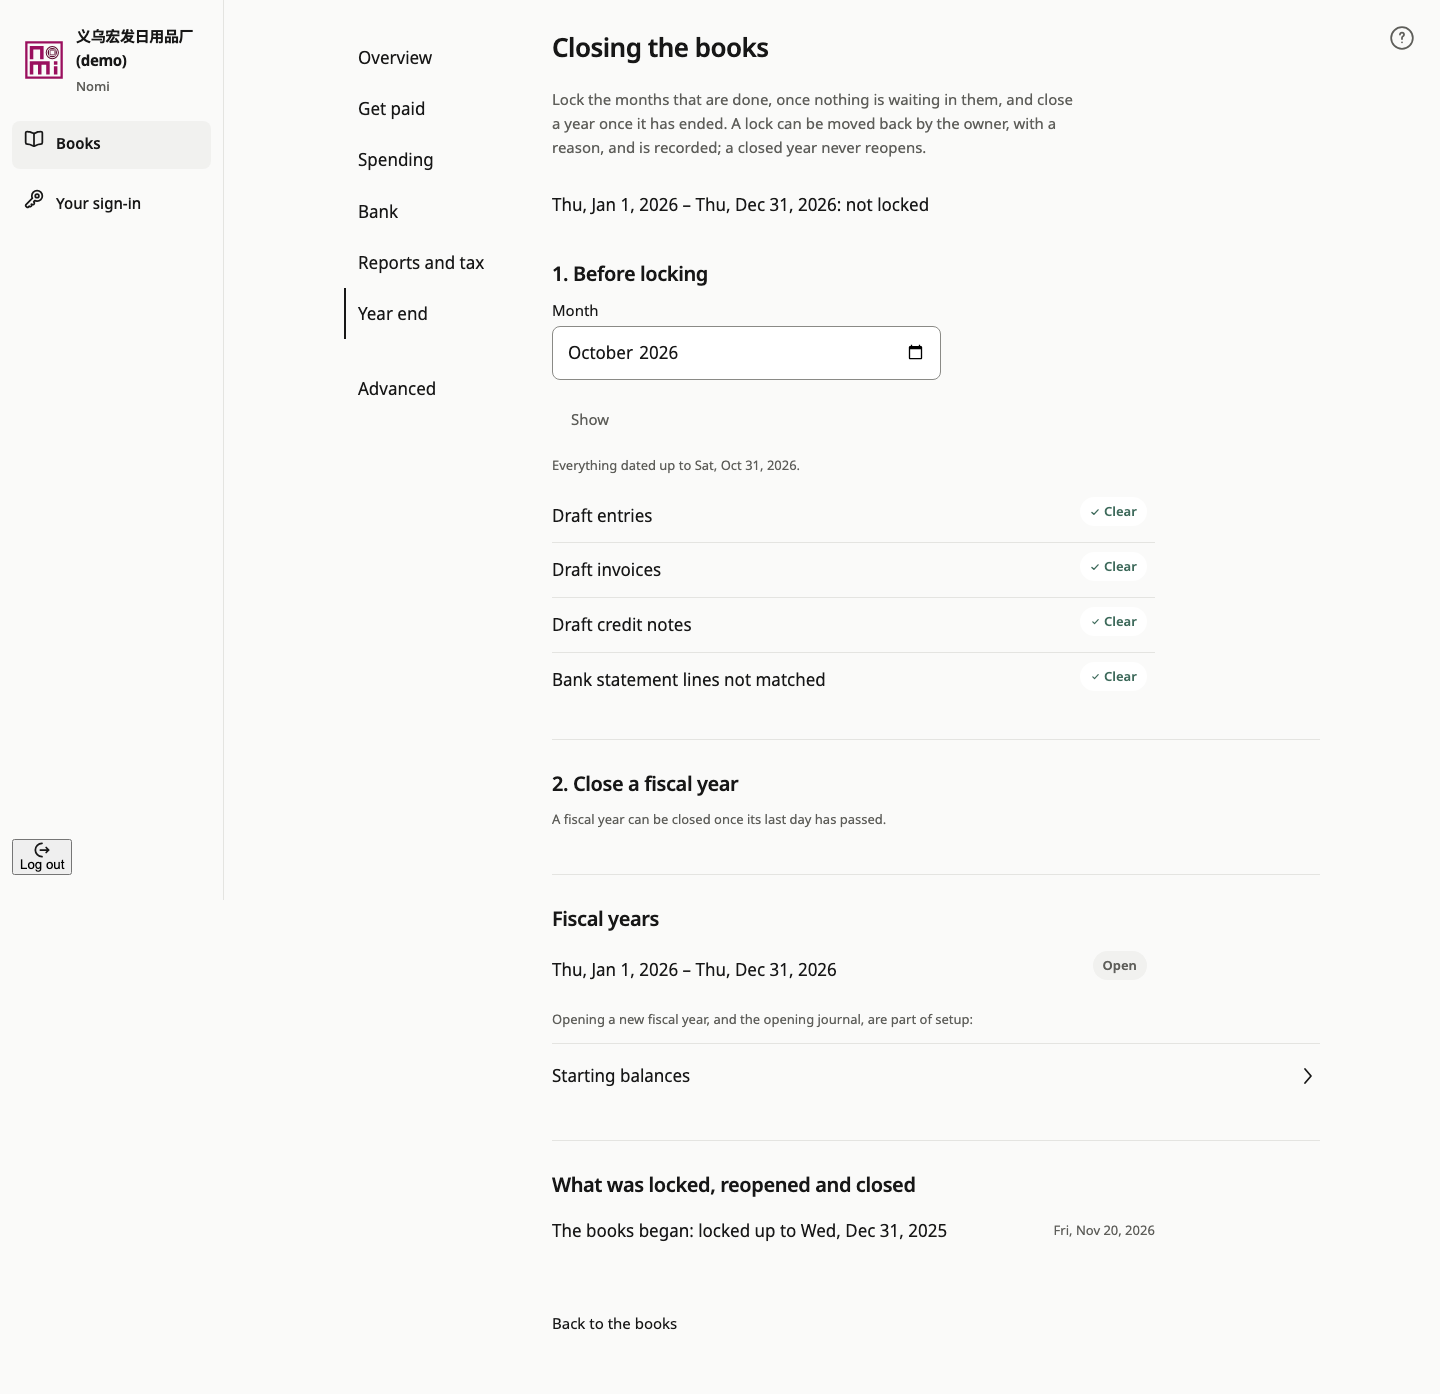 义乌宏发日用品厂
(demo)
Nomi
Books
Your sign-in
Log out
Overview
Get paid
Spending
Bank
Reports and tax
Year end
Advanced
Closing the books
Lock the months that are done, once nothing is waiting in them, and close
a year once it has ended. A lock can be moved back by the owner, with a
reason, and is recorded; a closed year never reopens.
Thu, Jan 1, 2026 – Thu, Dec 31, 2026: not locked
1. Before locking
Month
October 2026
Show
Everything dated up to Sat, Oct 31, 2026.
Draft entries
Clear
Draft invoices
Clear
Draft credit notes
Clear
Bank statement lines not matched
Clear
2. Close a fiscal year
A fiscal year can be closed once its last day has passed.
Fiscal years
Thu, Jan 1, 2026 – Thu, Dec 31, 2026
Open
Opening a new fiscal year, and the opening journal, are part of setup:
Starting balances
What was locked, reopened and closed
The books began: locked up to Wed, Dec 31, 2025
Fri, Nov 20, 2026
Back to the books